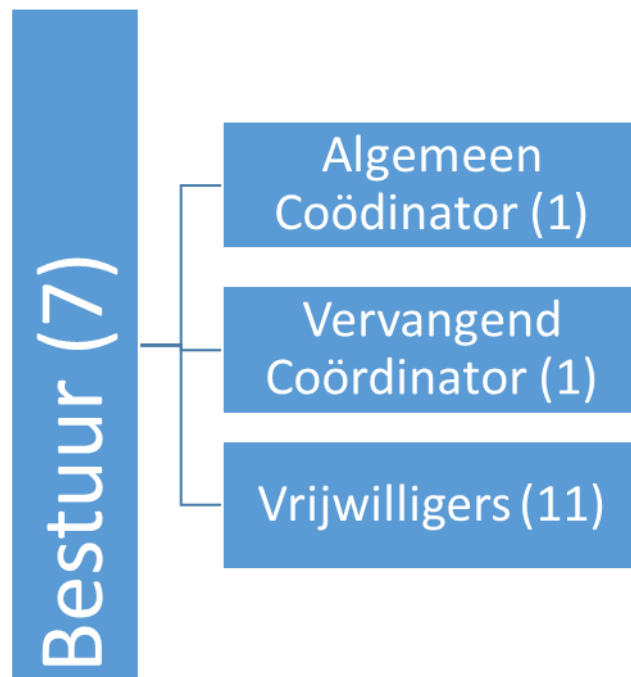 Bestuur (7)
Algemeen
Coödinator (1)
Vervangend
Coördinator (1)
Vrijwilligers (11)